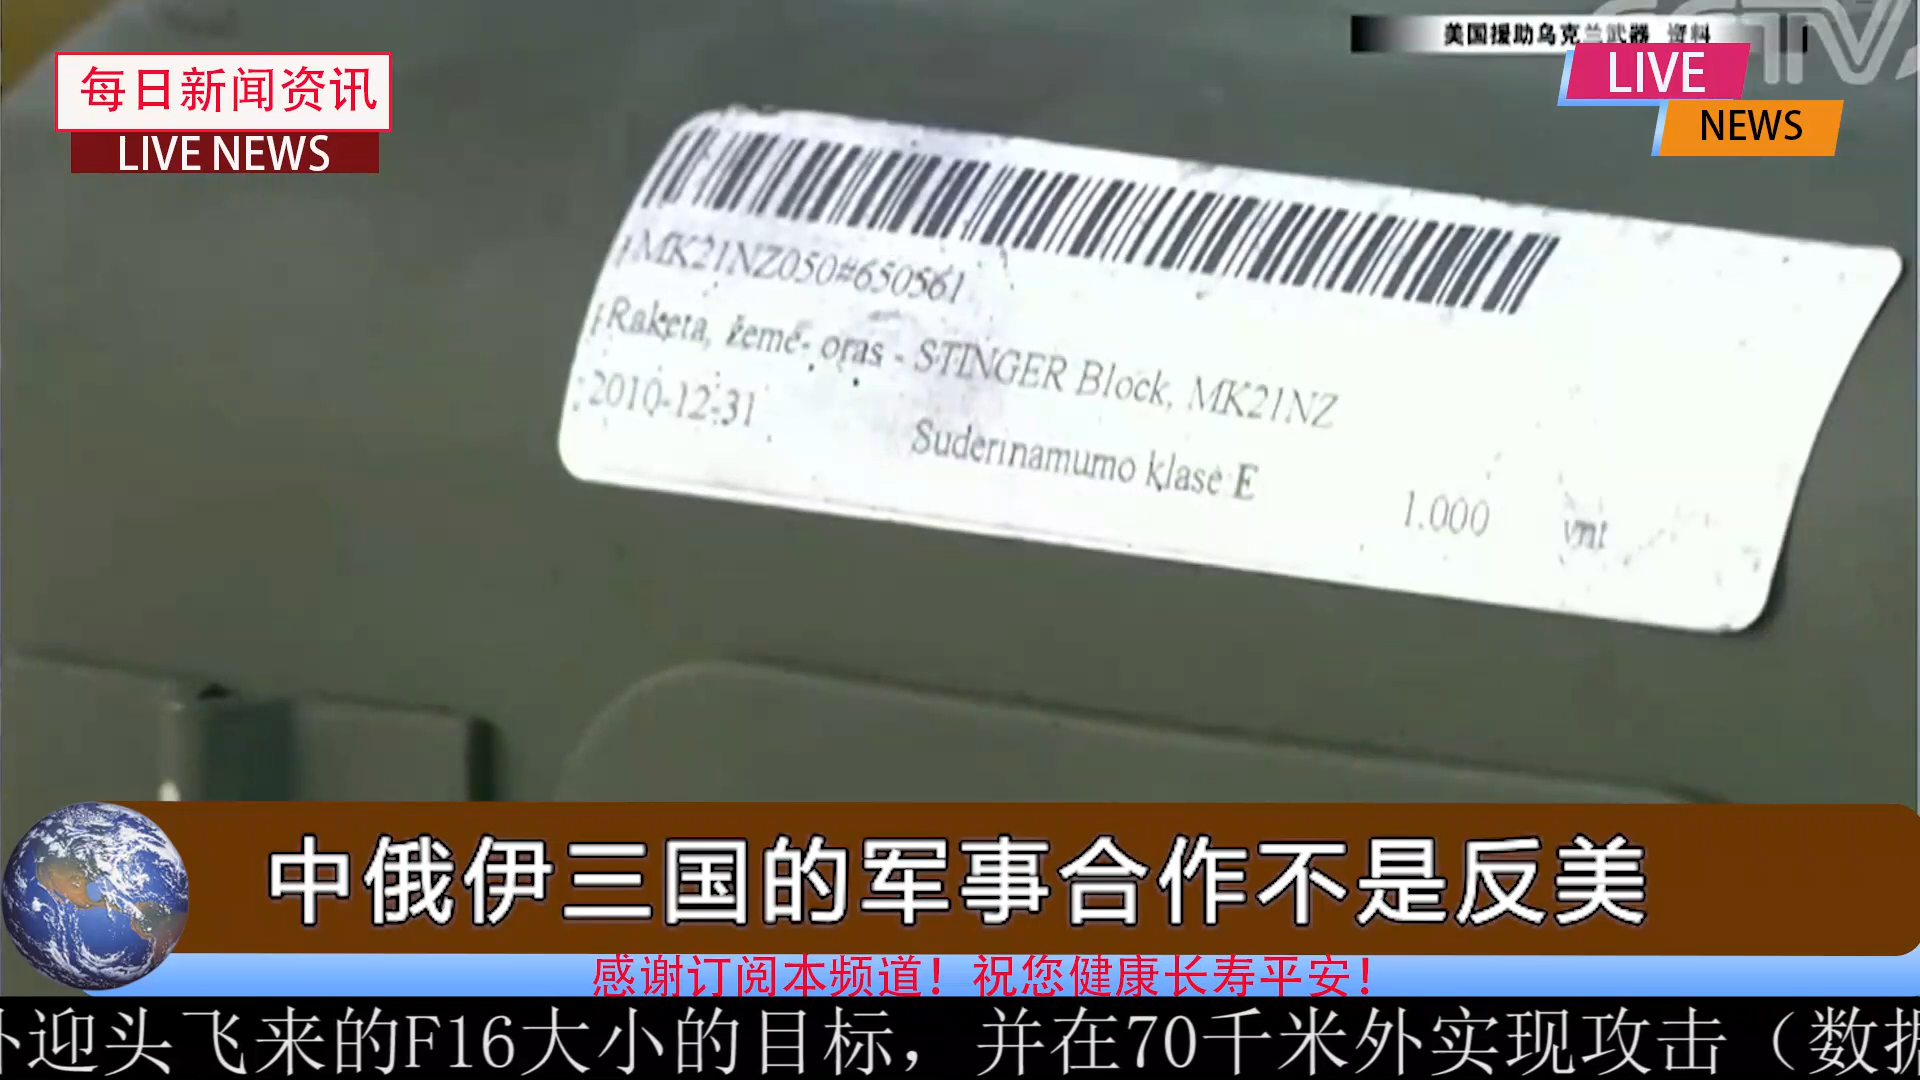 美国援助乌克兰武器 资料
CCTV
每日新闻资讯
LIVE NEWS
LIVE
NEWS
MK21NZ050#650561
Raketa, žemė- oras - STINGER Block, MK21NZ
2010-12-31
Suderinamumo klasė E
1.000 vnt
中俄伊三国的军事合作不是反美
感谢订阅本频道！祝您健康长寿平安！
外迎头飞来的F16大小的目标，并在70千米外实现攻击（数据